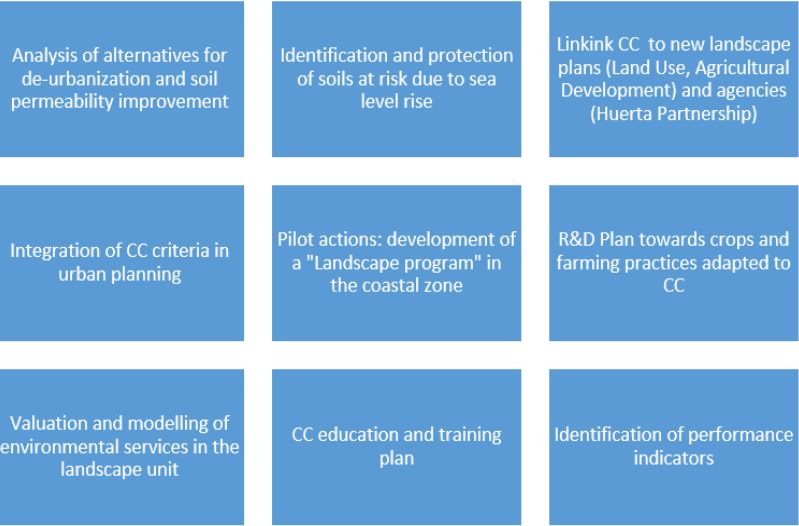 Analysis of alternatives for
de-urbanization and soil
permeability improvement
Identification and protection
of soils at risk due to sea
level rise
Linkink CC  to new landscape
plans (Land Use, Agricultural
Development) and agencies
(Huerta Partnership)
Integration of CC criteria in
urban planning
Pilot actions: development of
a "Landscape program" in
the coastal zone
R&D Plan towards crops and
farming practices adapted to
CC
Valuation and modelling of
environmental services in the
landscape unit
CC education and training
plan
Identification of performance
indicators